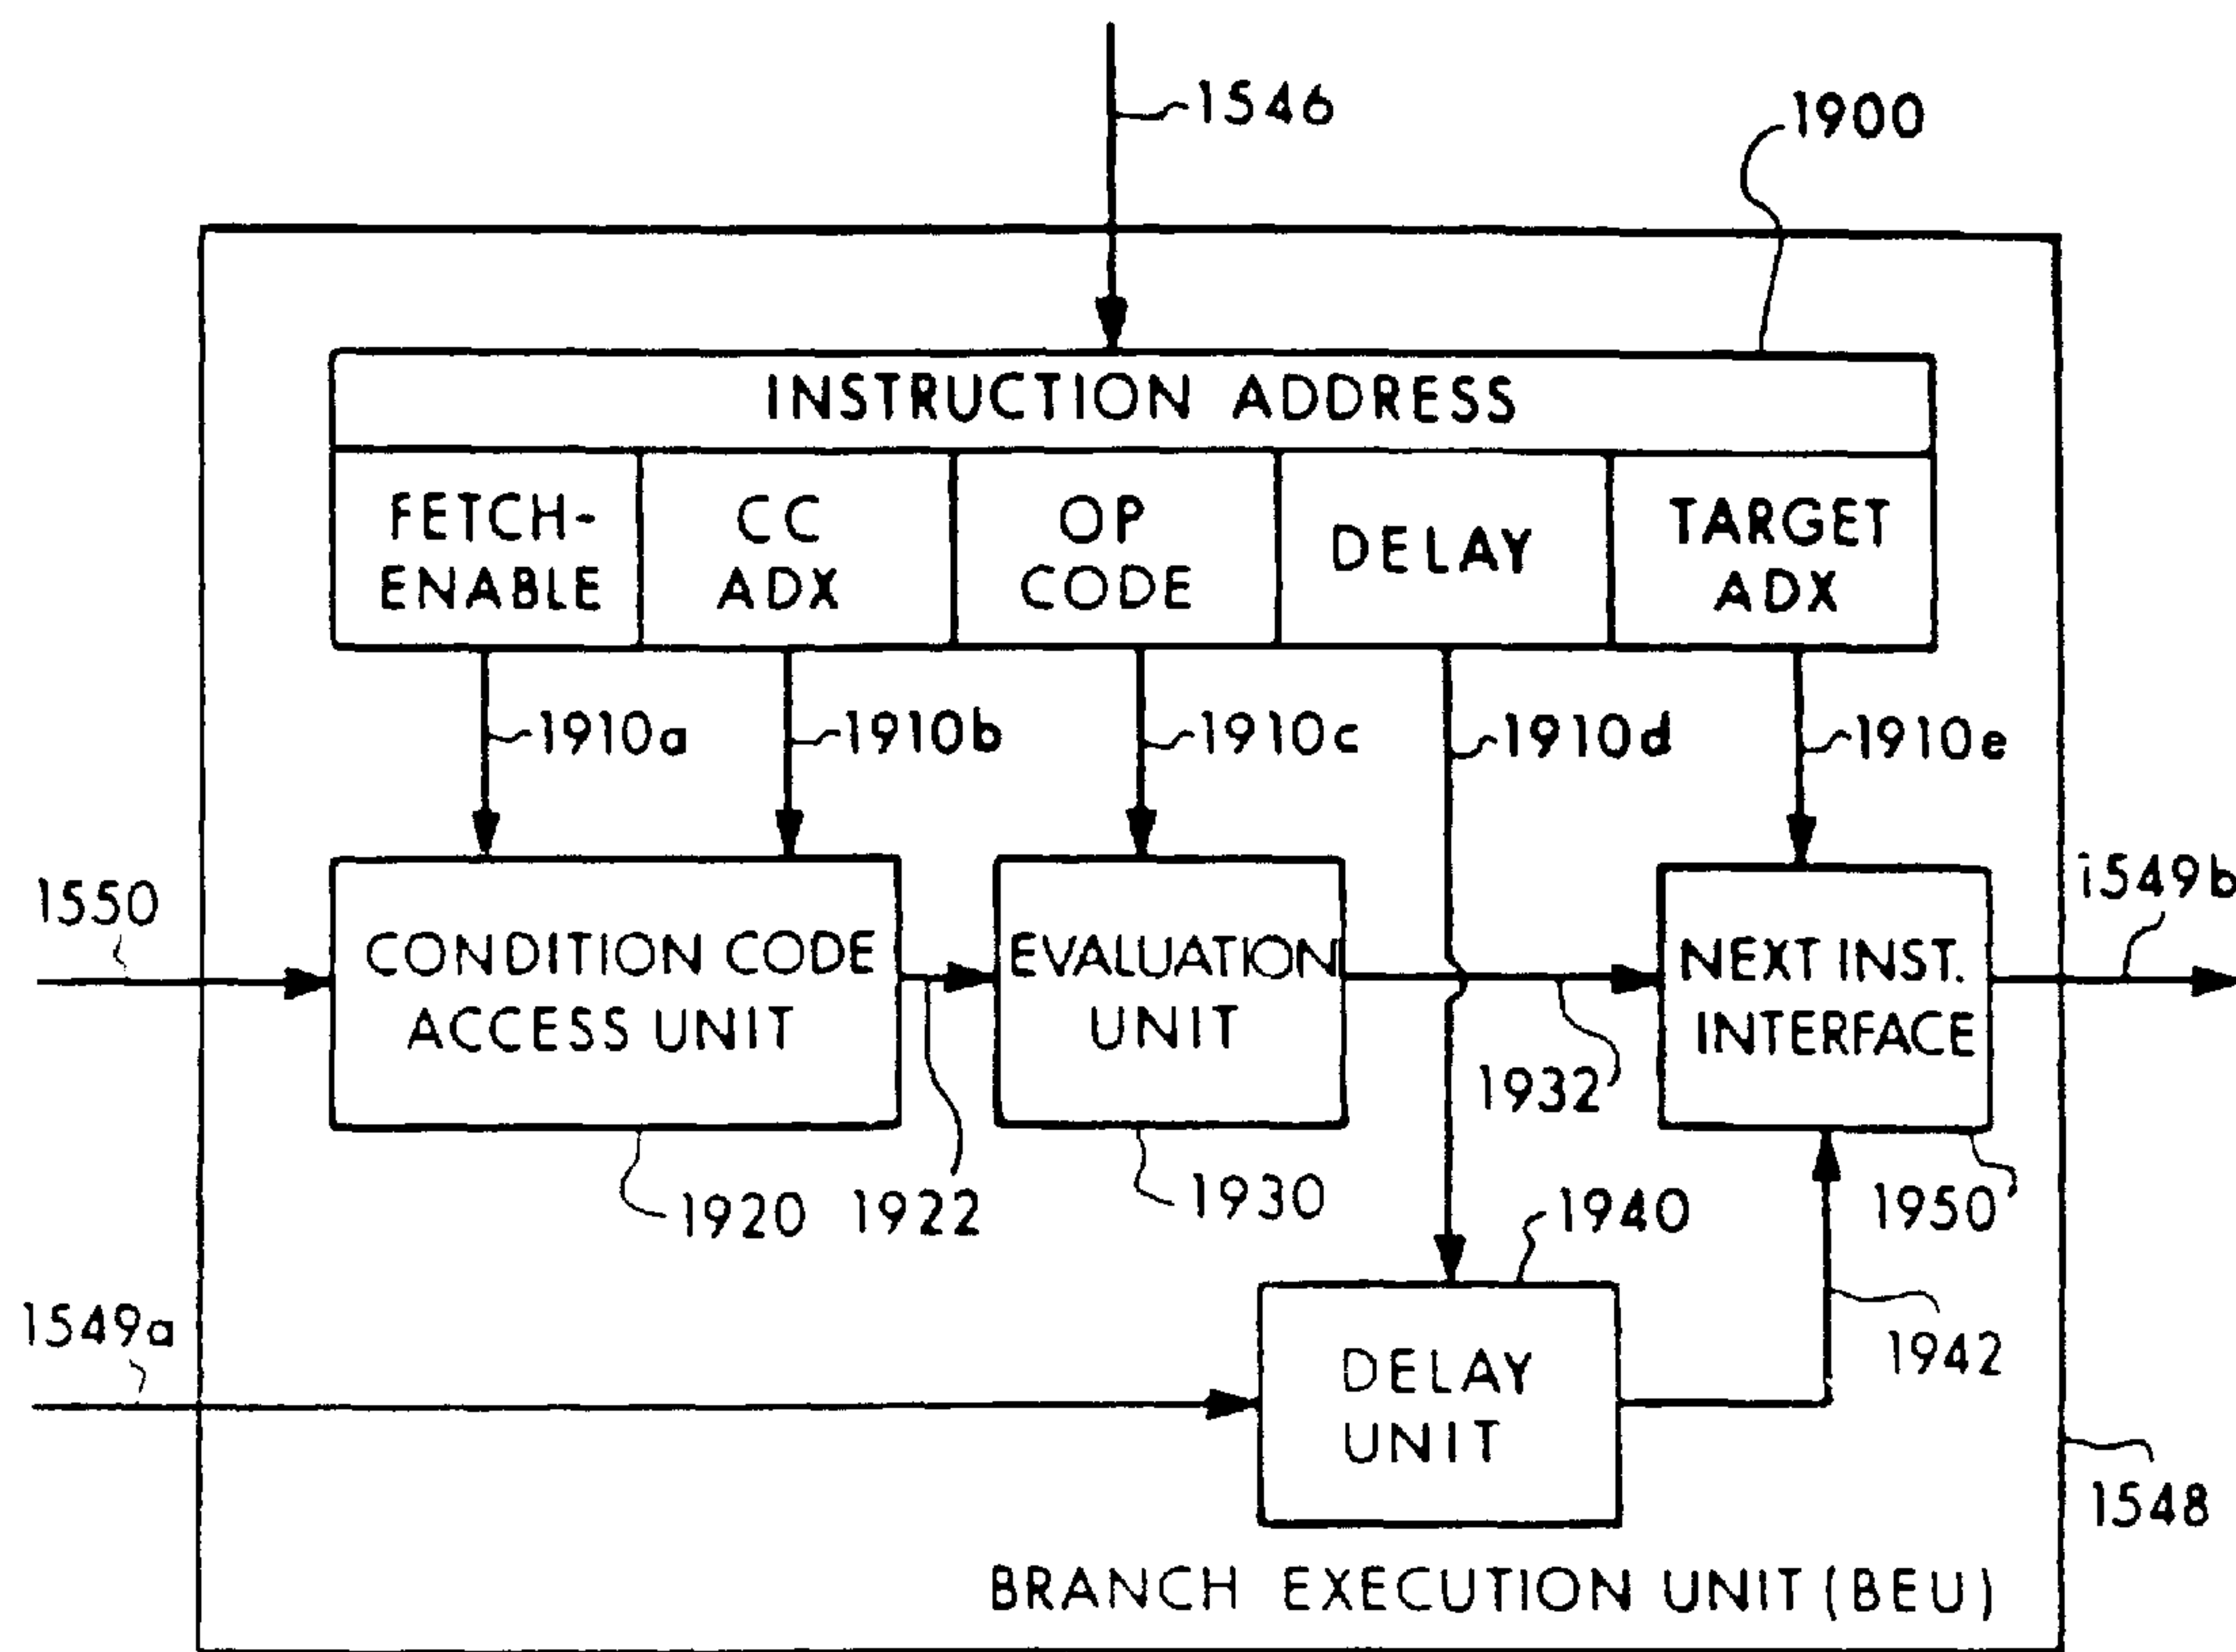 1546
1900
INSTRUCTION ADDRESS
FETCH-
ENABLE
CC
ADX
OP
CODE
DELAY
TARGET
ADX
1910a
1910b
1910c
1910d
1910e
1550
i549b
CONDITION CODE
ACCESS UNIT
EVALUATION
UNIT
NEXT INST.
INTERFACE
1932
1920
1922
1930
1940
1950
1549a
1942
DELAY
UNIT
1548
BRANCH EXECUTION UNIT (BEU)